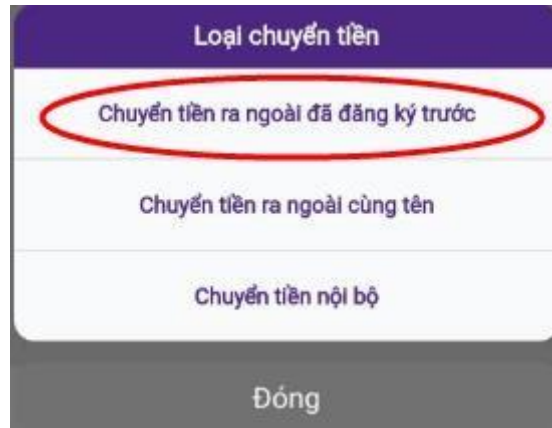 Loại chuyển tiền
Chuyển tiền ra ngoài đã đăng ký trước
Chuyển tiền ra ngoài cùng tên
Chuyển tiền nội bộ
Đóng